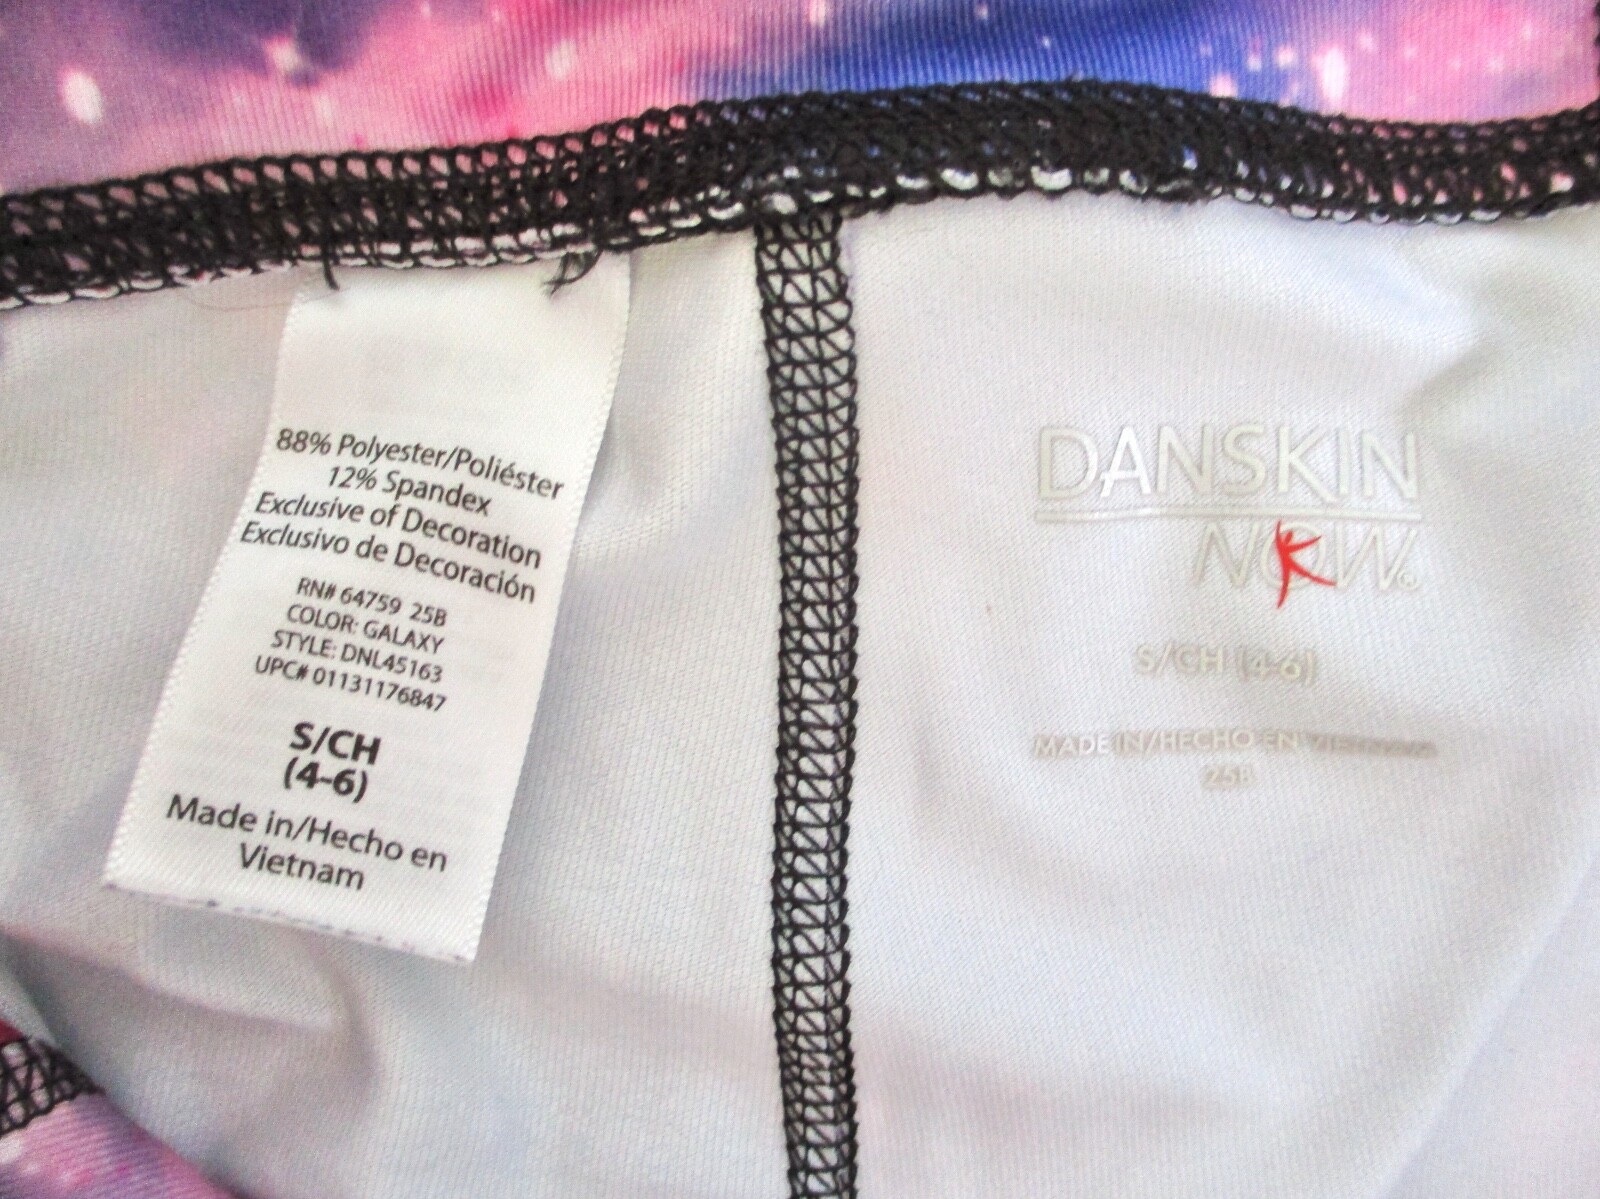 88% Polyester/Poliéster
12% Spandex
Exclusive of Decoration
Exclusivo de Decoración
RN# 64759 25B
COLOR: GALAXY
STYLE: DNL45163
UPC# 01131176847
S/CH
(4-6)
Made in/Hecho en
Vietnam
DANSKIN
NOW®
S/CH (4-6)
MADE IN/HECHO EN VIETNAM
25B